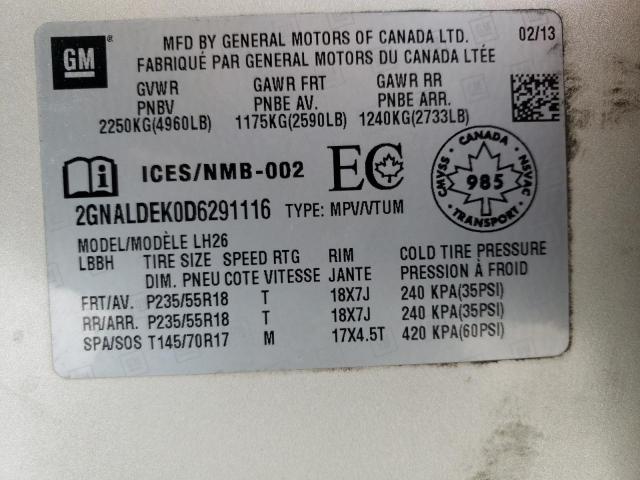 GM
MFD BY GENERAL MOTORS OF CANADA LTD. 02/13
FABRIQUÉ PAR GENERAL MOTORS DU CANADA LTÉE
GVWR GAWR FRT GAWR RR
PNBV PNBE AV. PNBE ARR.
2250KG(4960LB) 1175KG(2590LB) 1240KG(2733LB)
i ICES/NMB-002 EC
CANADA
CMVSS 985 NSVAC
TRANSPORT
2GNALDEK0D6291116 TYPE: MPV/VTUM
MODEL/MODÈLE LH26
LBBH TIRE SIZE SPEED RTG RIM COLD TIRE PRESSURE
DIM. PNEU COTE VITESSE JANTE PRESSION À FROID
FRT/AV. P235/55R18 T 18X7J 240 KPA(35PSI)
RR/ARR. P235/55R18 T 18X7J 240 KPA(35PSI)
SPA/SOS T145/70R17 M 17X4.5T 420 KPA(60PSI)